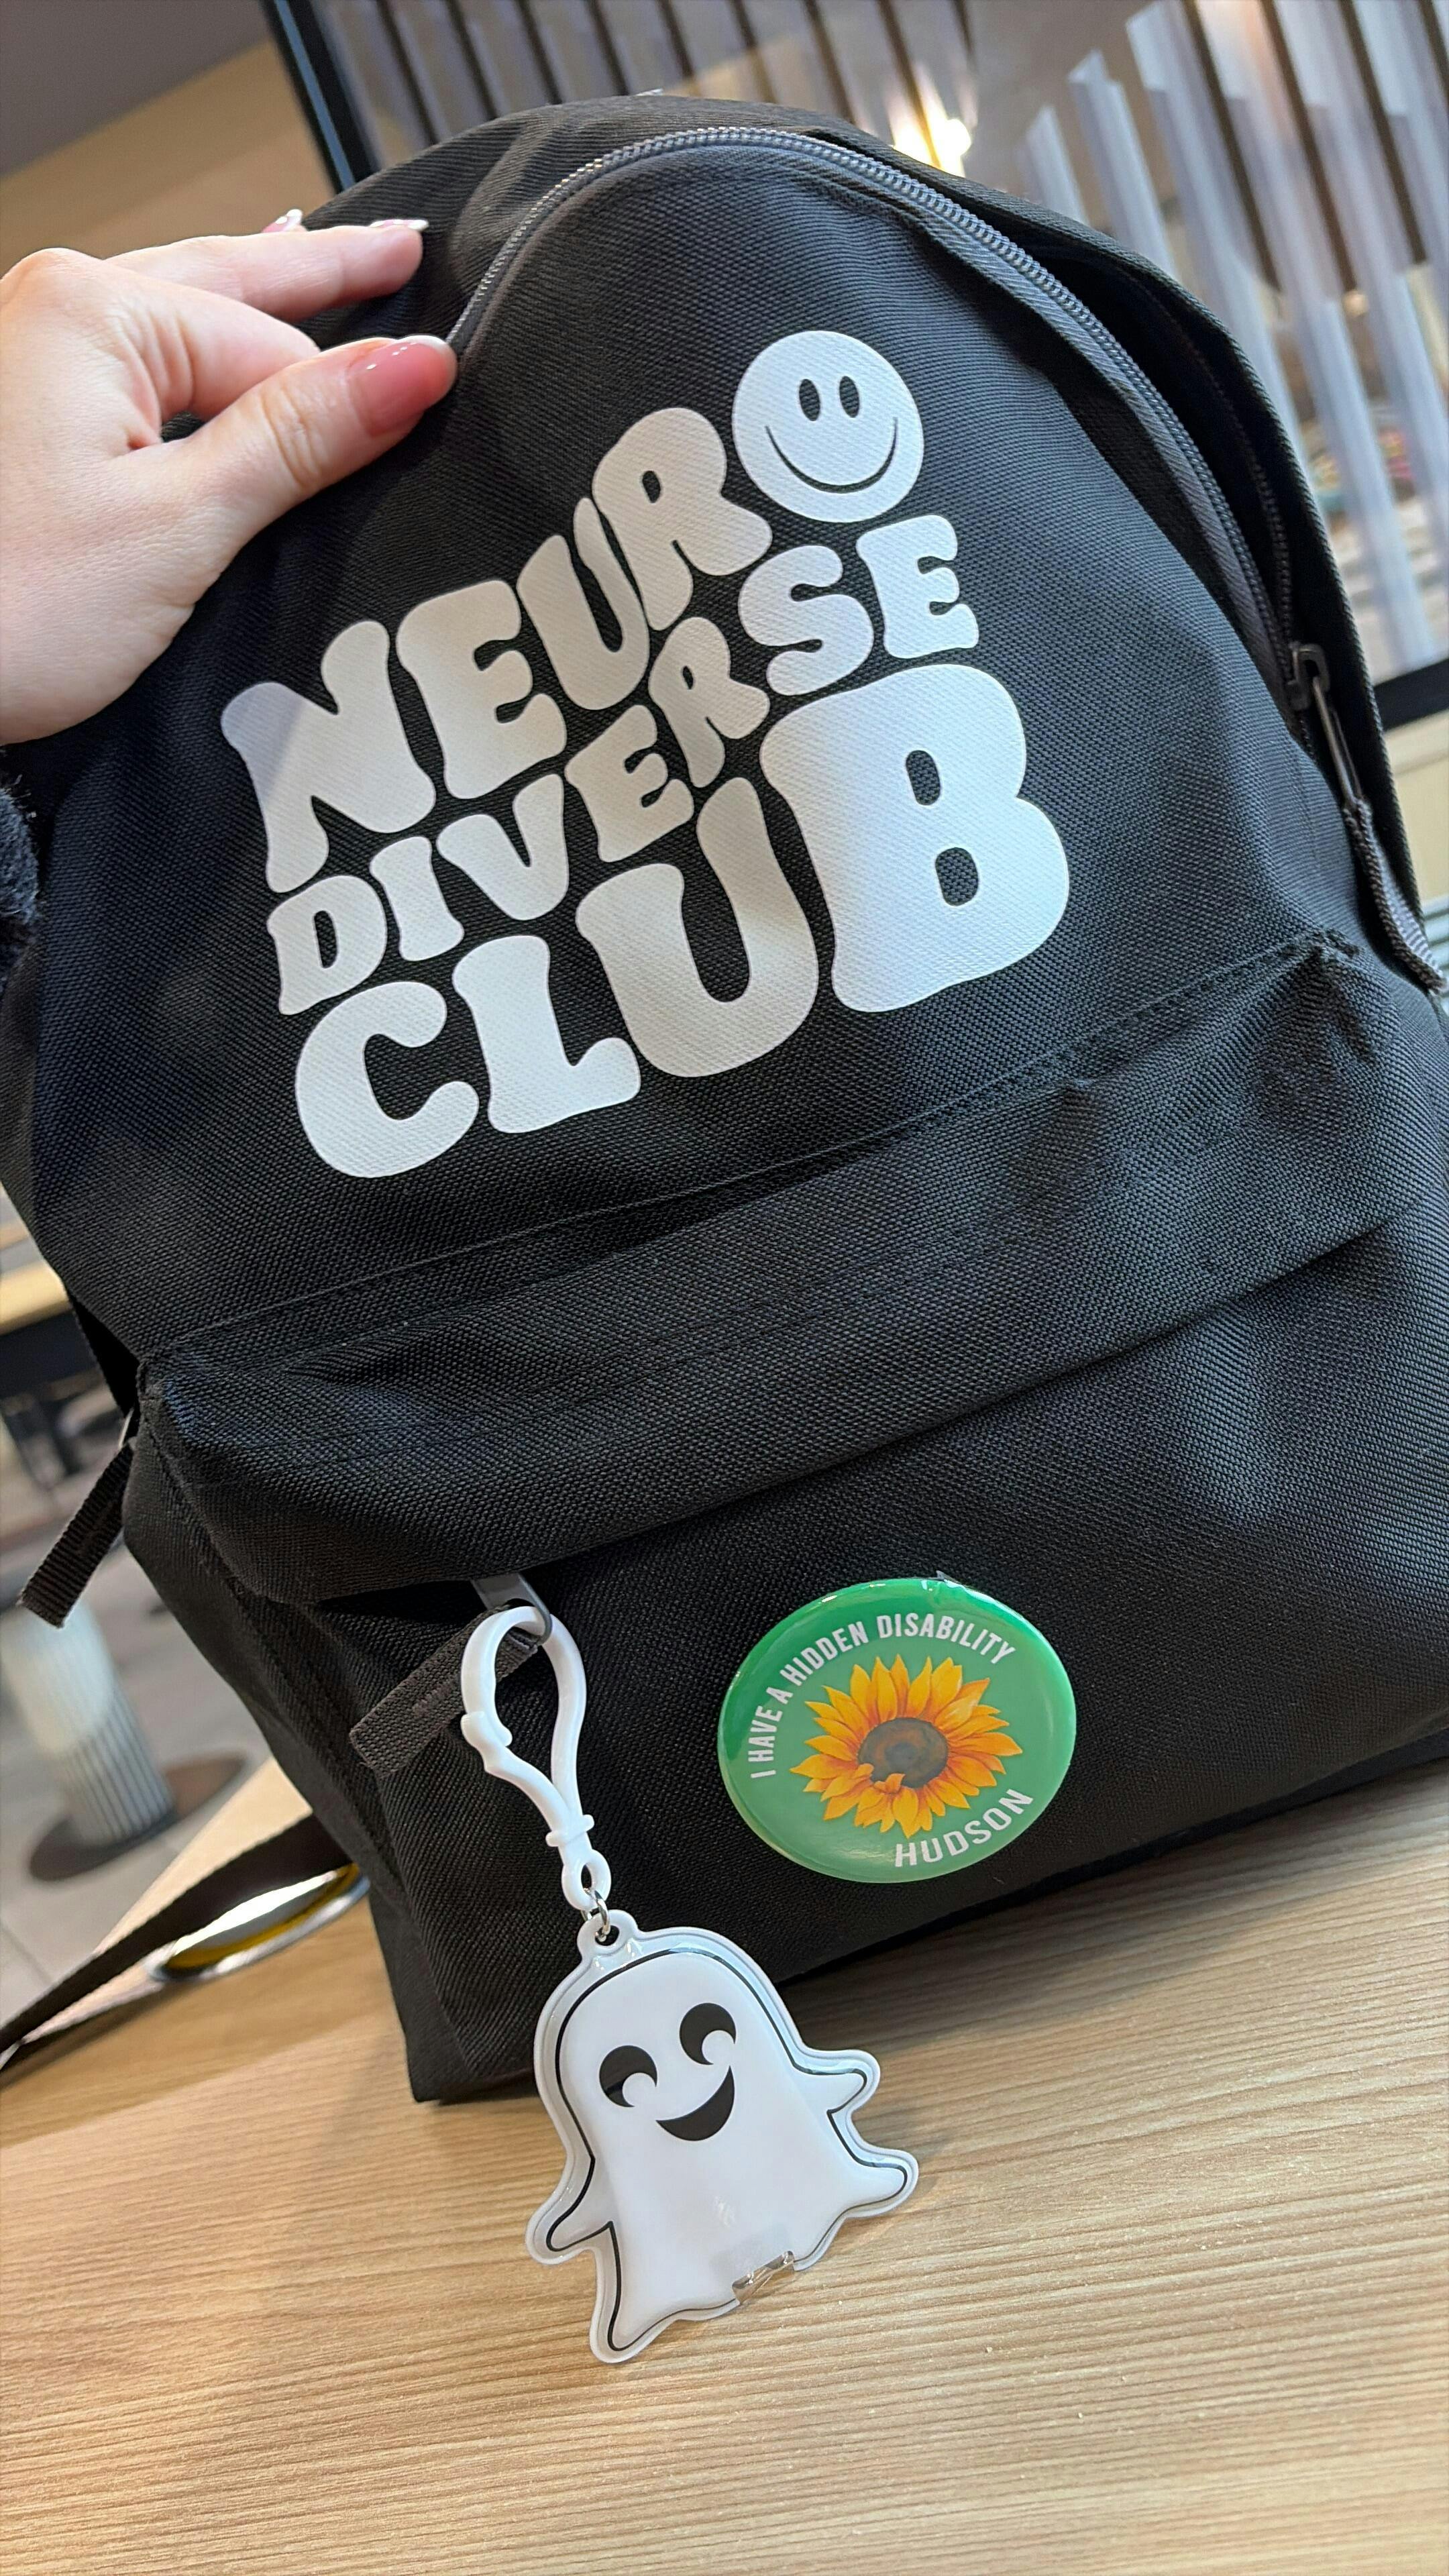 NEURO
DIVERSE
CLUB
I HAVE A HIDDEN DISABILITY
HUDSON